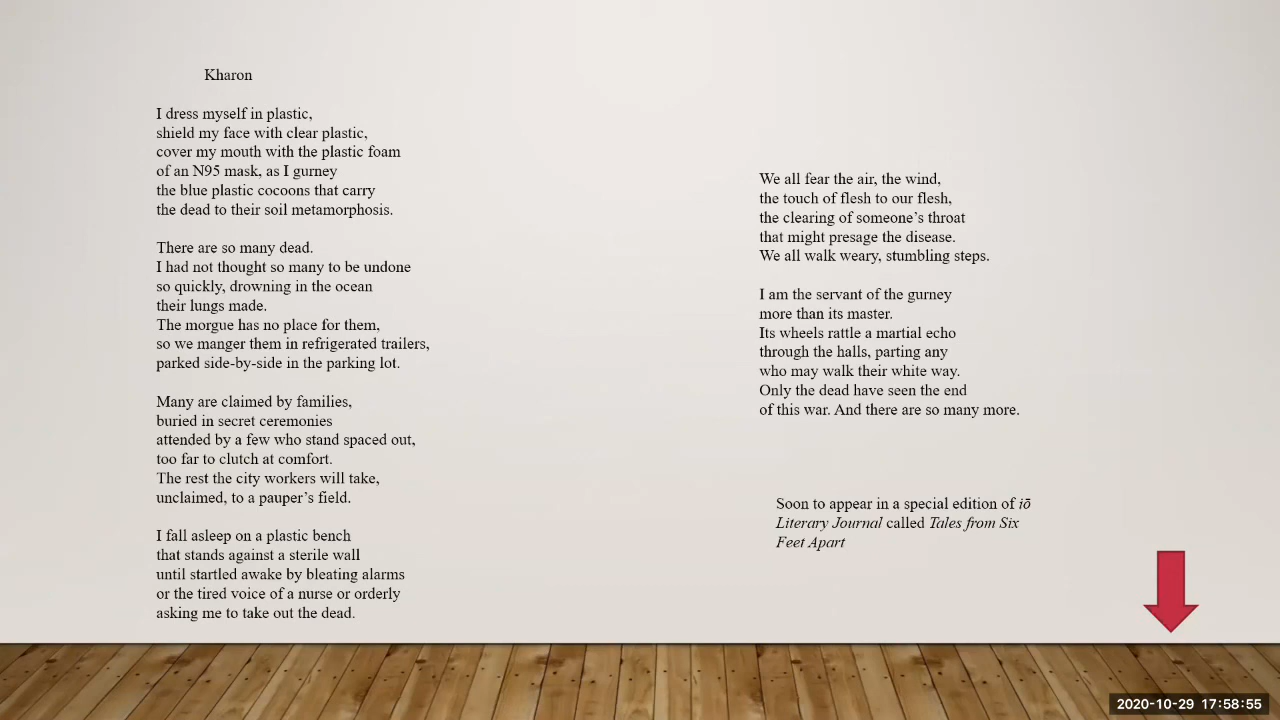 Kharon
I dress myself in plastic,
shield my face with clear plastic,
cover my mouth with the plastic foam
of an N95 mask, as I gurney
the blue plastic cocoons that carry
the dead to their soil metamorphosis.
There are so many dead.
I had not thought so many to be undone
so quickly, drowning in the ocean
their lungs made.
The morgue has no place for them,
so we manger them in refrigerated trailers,
parked side-by-side in the parking lot.
Many are claimed by families,
buried in secret ceremonies
attended by a few who stand spaced out,
too far to clutch at comfort.
The rest the city workers will take,
unclaimed, to a pauper’s field.
I fall asleep on a plastic bench
that stands against a sterile wall
until startled awake by bleating alarms
or the tired voice of a nurse or orderly
asking me to take out the dead.
We all fear the air, the wind,
the touch of flesh to our flesh,
the clearing of someone’s throat
that might presage the disease.
We all walk weary, stumbling steps.
I am the servant of the gurney
more than its master.
Its wheels rattle a martial echo
through the halls, parting any
who may walk their white way.
Only the dead have seen the end
of this war. And there are so many more.
Soon to appear in a special edition of iō
Literary Journal called Tales from Six
Feet Apart
2020-10-29 17:58:55